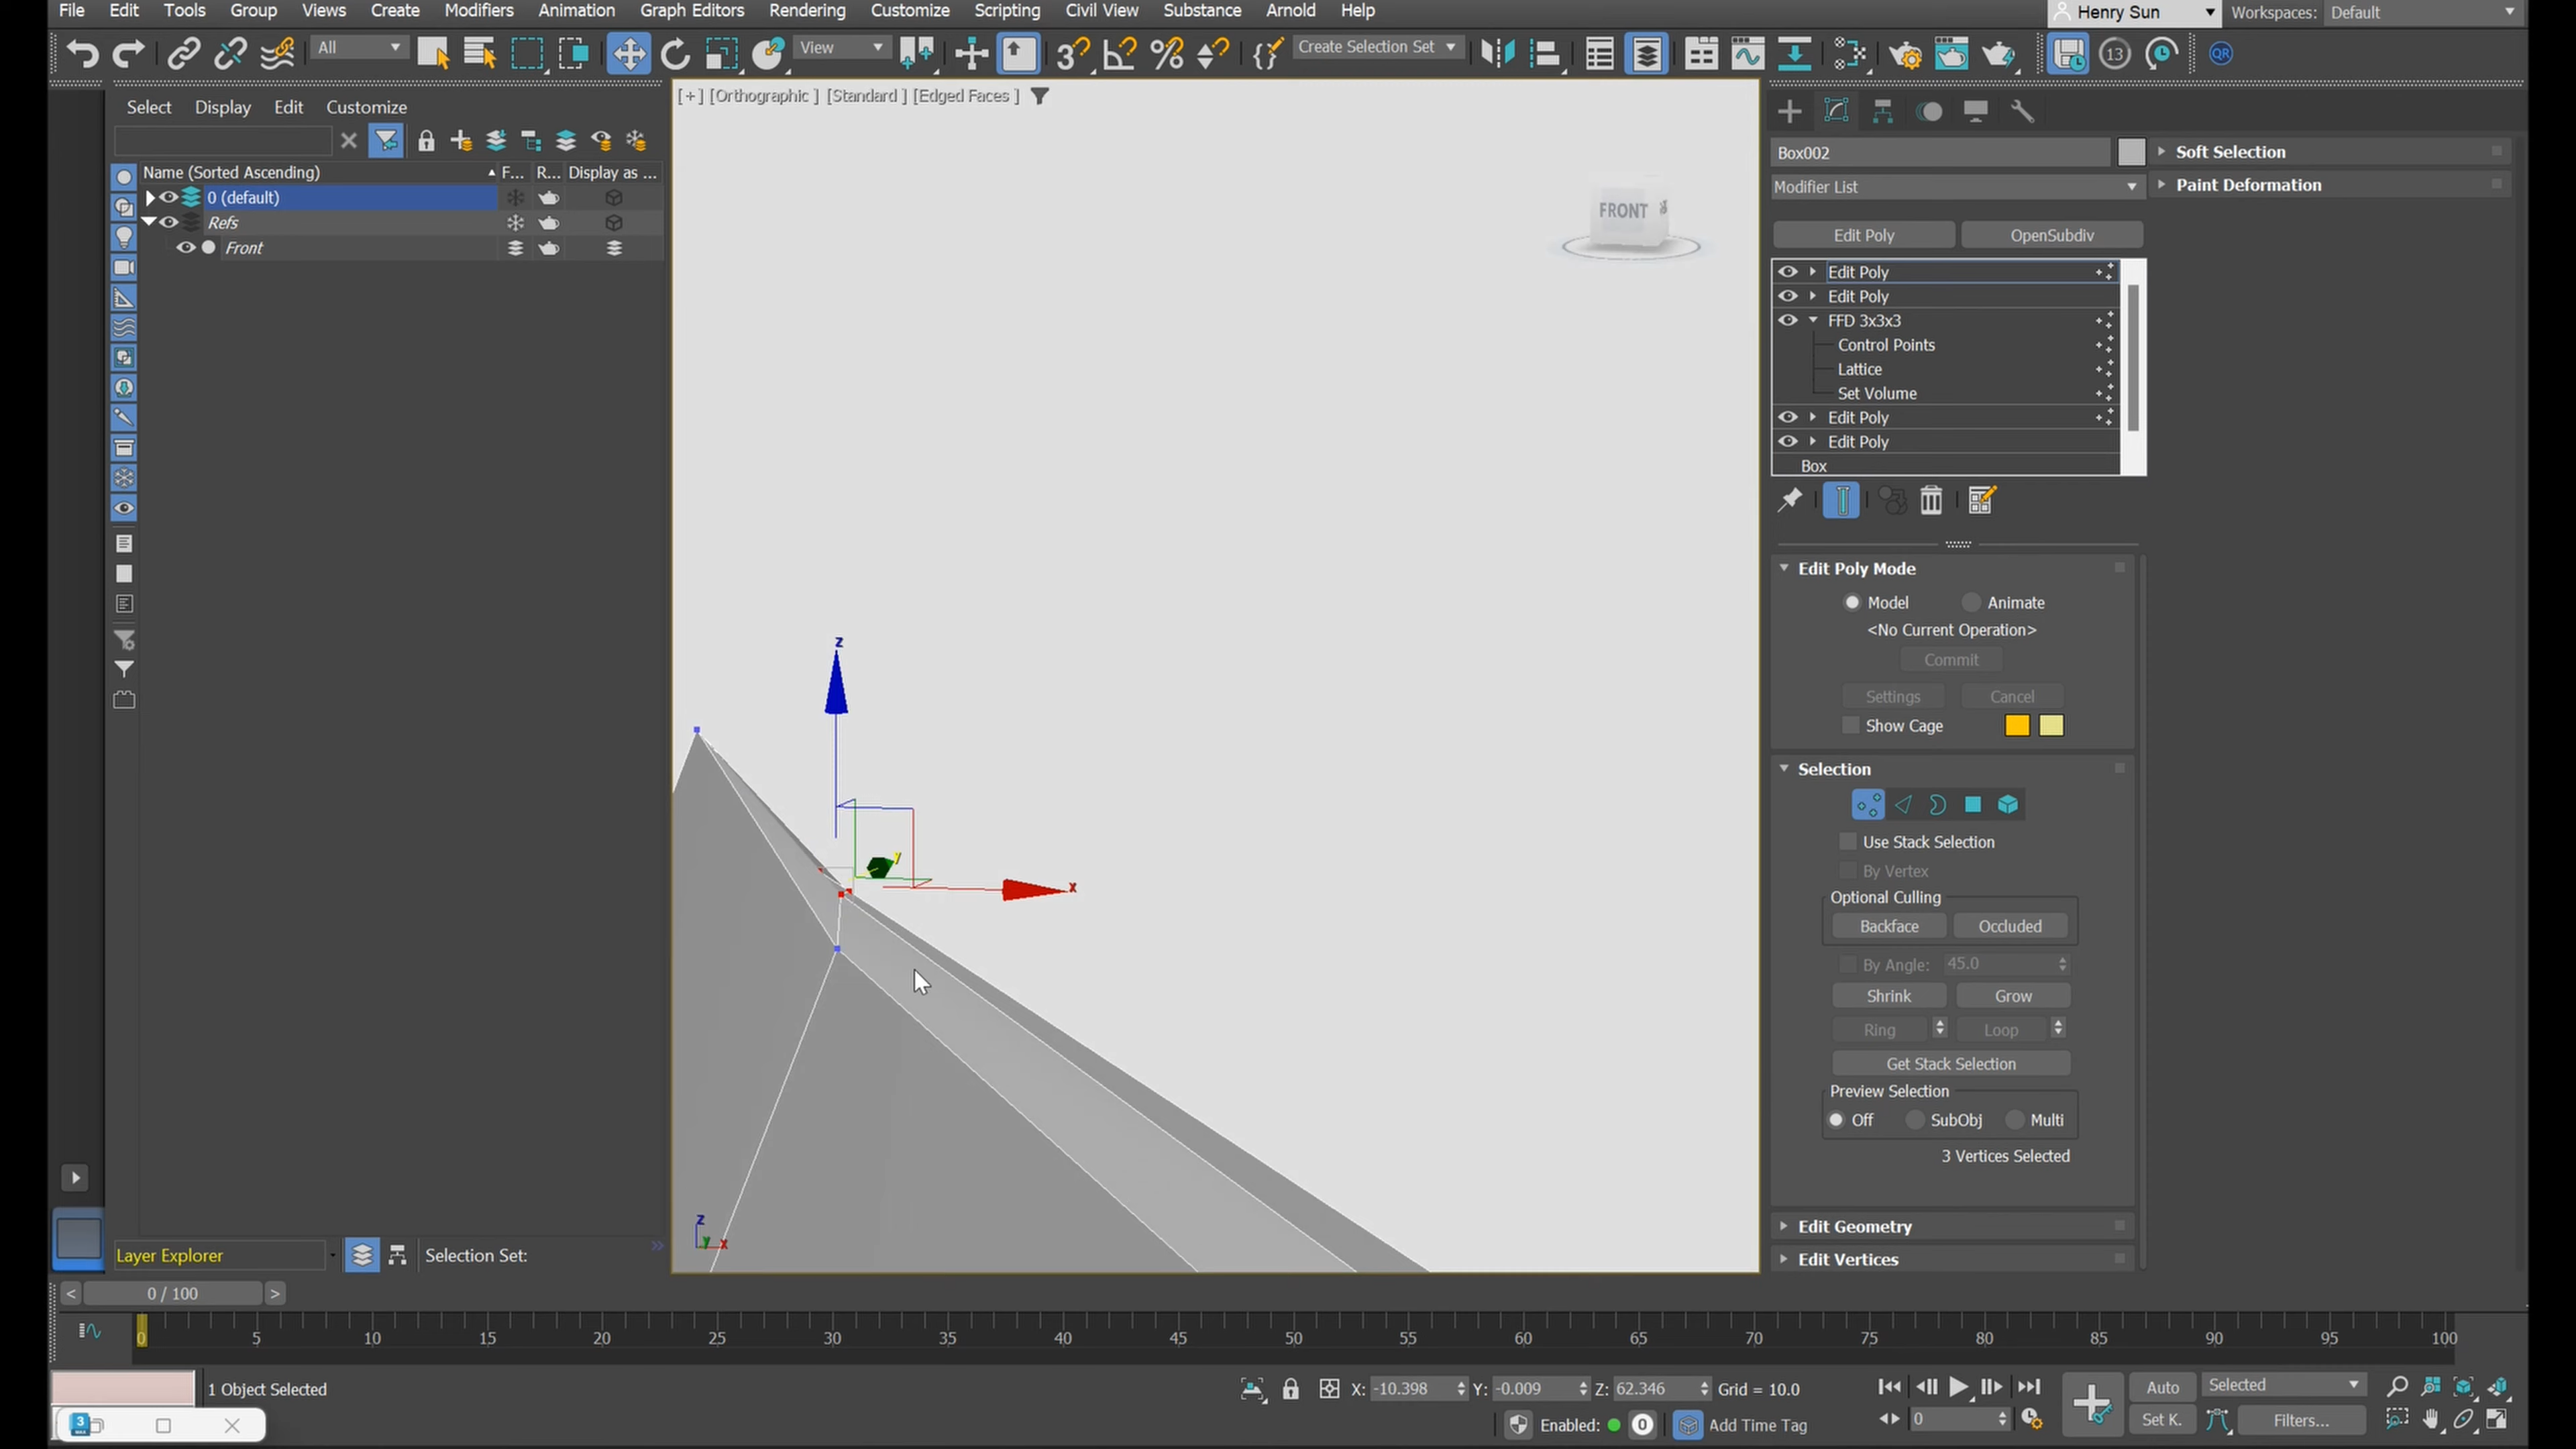 File Edit Tools Group Views Create Modifiers Animation Graph Editors Rendering Customize Scripting Civil View Substance Arnold Help
Henry Sun Workspaces: Default
All View Create Selection Set 13 QR
Select Display Edit Customize
Name (Sorted Ascending) F... R... Display as ...
0 (default)
Refs
Front
Layer Explorer Selection Set:
[+] [Orthographic ] [Standard ] [Edged Faces ]
FRONT
z
y
x
z
y
x
Box002
Modifier List
Edit Poly OpenSubdiv
Edit Poly
Edit Poly
FFD 3x3x3
Control Points
Lattice
Set Volume
Edit Poly
Edit Poly
Box
Soft Selection
Paint Deformation
Edit Poly Mode
Model Animate
<No Current Operation>
Commit
Settings Cancel
Show Cage
Selection
Use Stack Selection
By Vertex
Optional Culling
Backface Occluded
By Angle: 45.0
Shrink Grow
Ring Loop
Get Stack Selection
Preview Selection
Off SubObj Multi
3 Vertices Selected
Edit Geometry
Edit Vertices
< 0 / 100 >
0 5 10 15 20 25 30 35 40 45 50 55 60 65 70 75 80 85 90 95 100
1 Object Selected
X: -10.398 Y: -0.009 Z: 62.346 Grid = 10.0
Enabled: 0 Add Time Tag
0
Auto Selected
Set K. Filters...